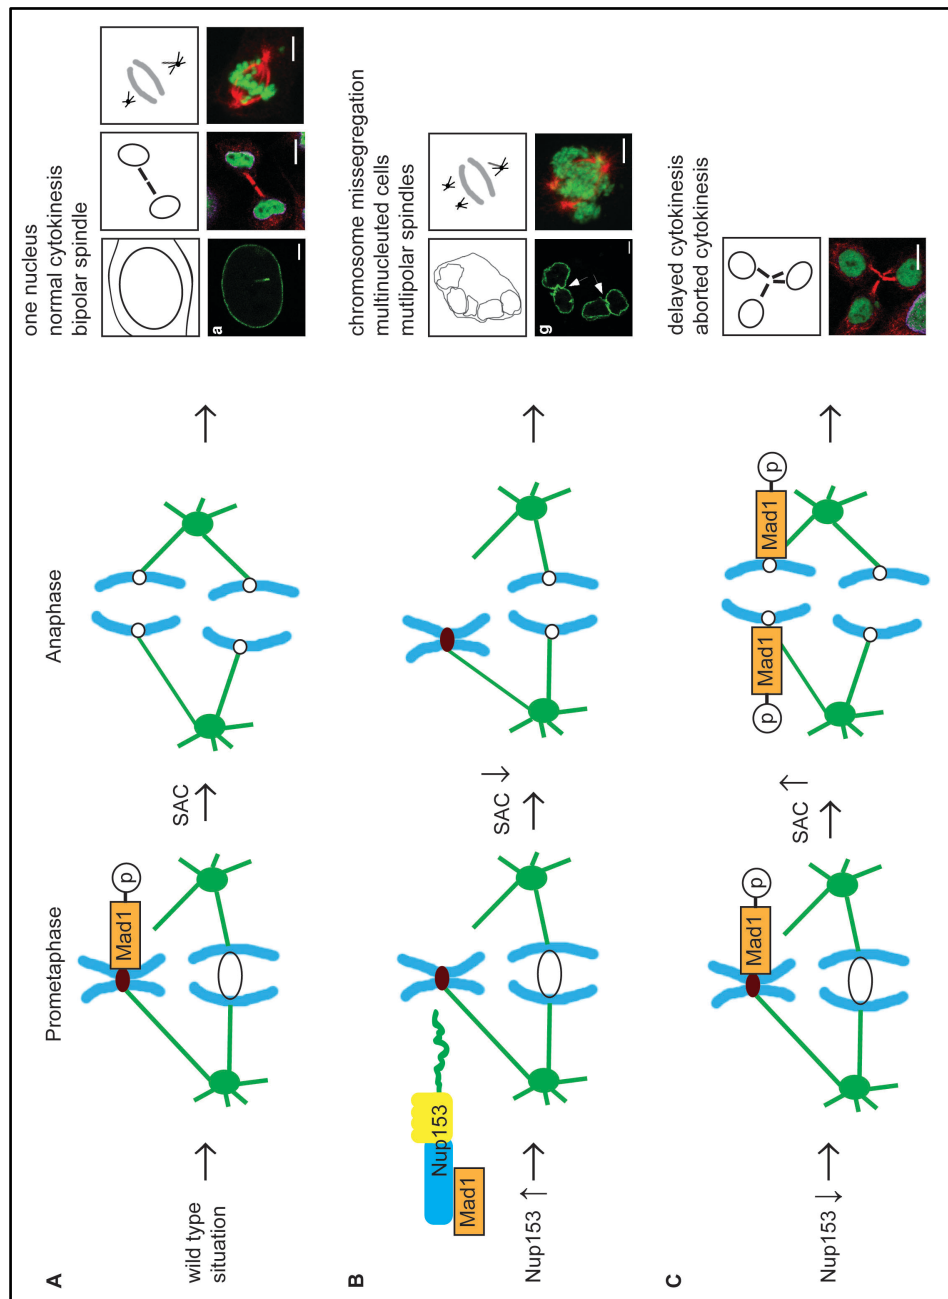 Prometaphase
Anaphase
A
wild type
situation
Mad1
p
SAC
one nucleus
normal cytokinesis
bipolar spindle
a
B
Nup153
Mad1
Nup153 ↑
SAC ↓
chromosome missegregation
multinucleuted cells
mutlipolar spindles
g
C
Nup153 ↓
Mad1
p
SAC ↑
Mad1
p
Mad1
p
delayed cytokinesis
aborted cytokinesis